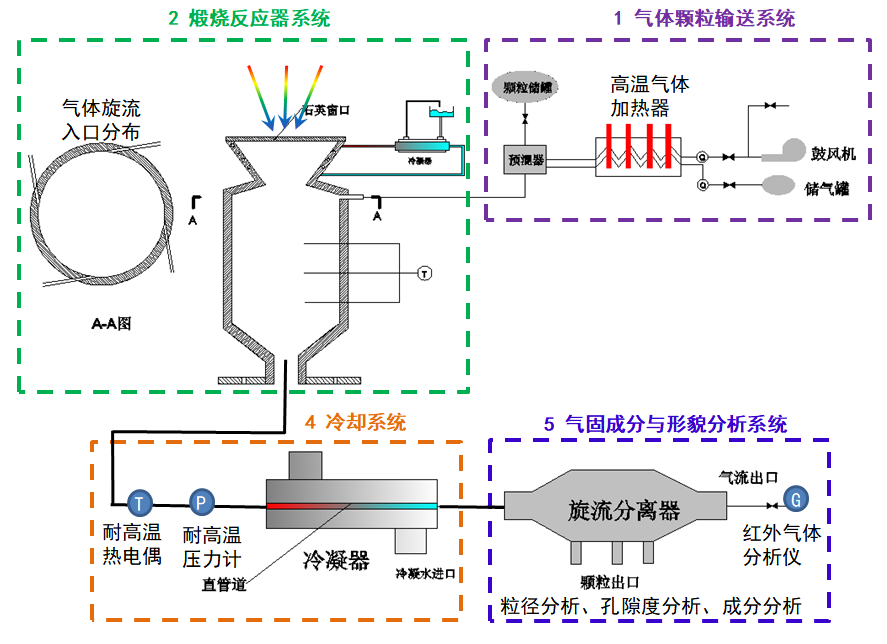 2 煅烧反应器系统
1 气体颗粒输送系统
气体旋流
入口分布
石英窗口
冷凝器
A
A
T
A-A图
颗粒储罐
高温气体
加热器
预混器
Q
鼓风机
Q
储气罐
4 冷却系统
T
P
耐高温
热电偶
耐高温
压力计
直管道
冷凝器
冷凝水进口
5 气固成分与形貌分析系统
旋流分离器
气流出口
G
红外气体
分析仪
颗粒出口
粒径分析、孔隙度分析、成分分析